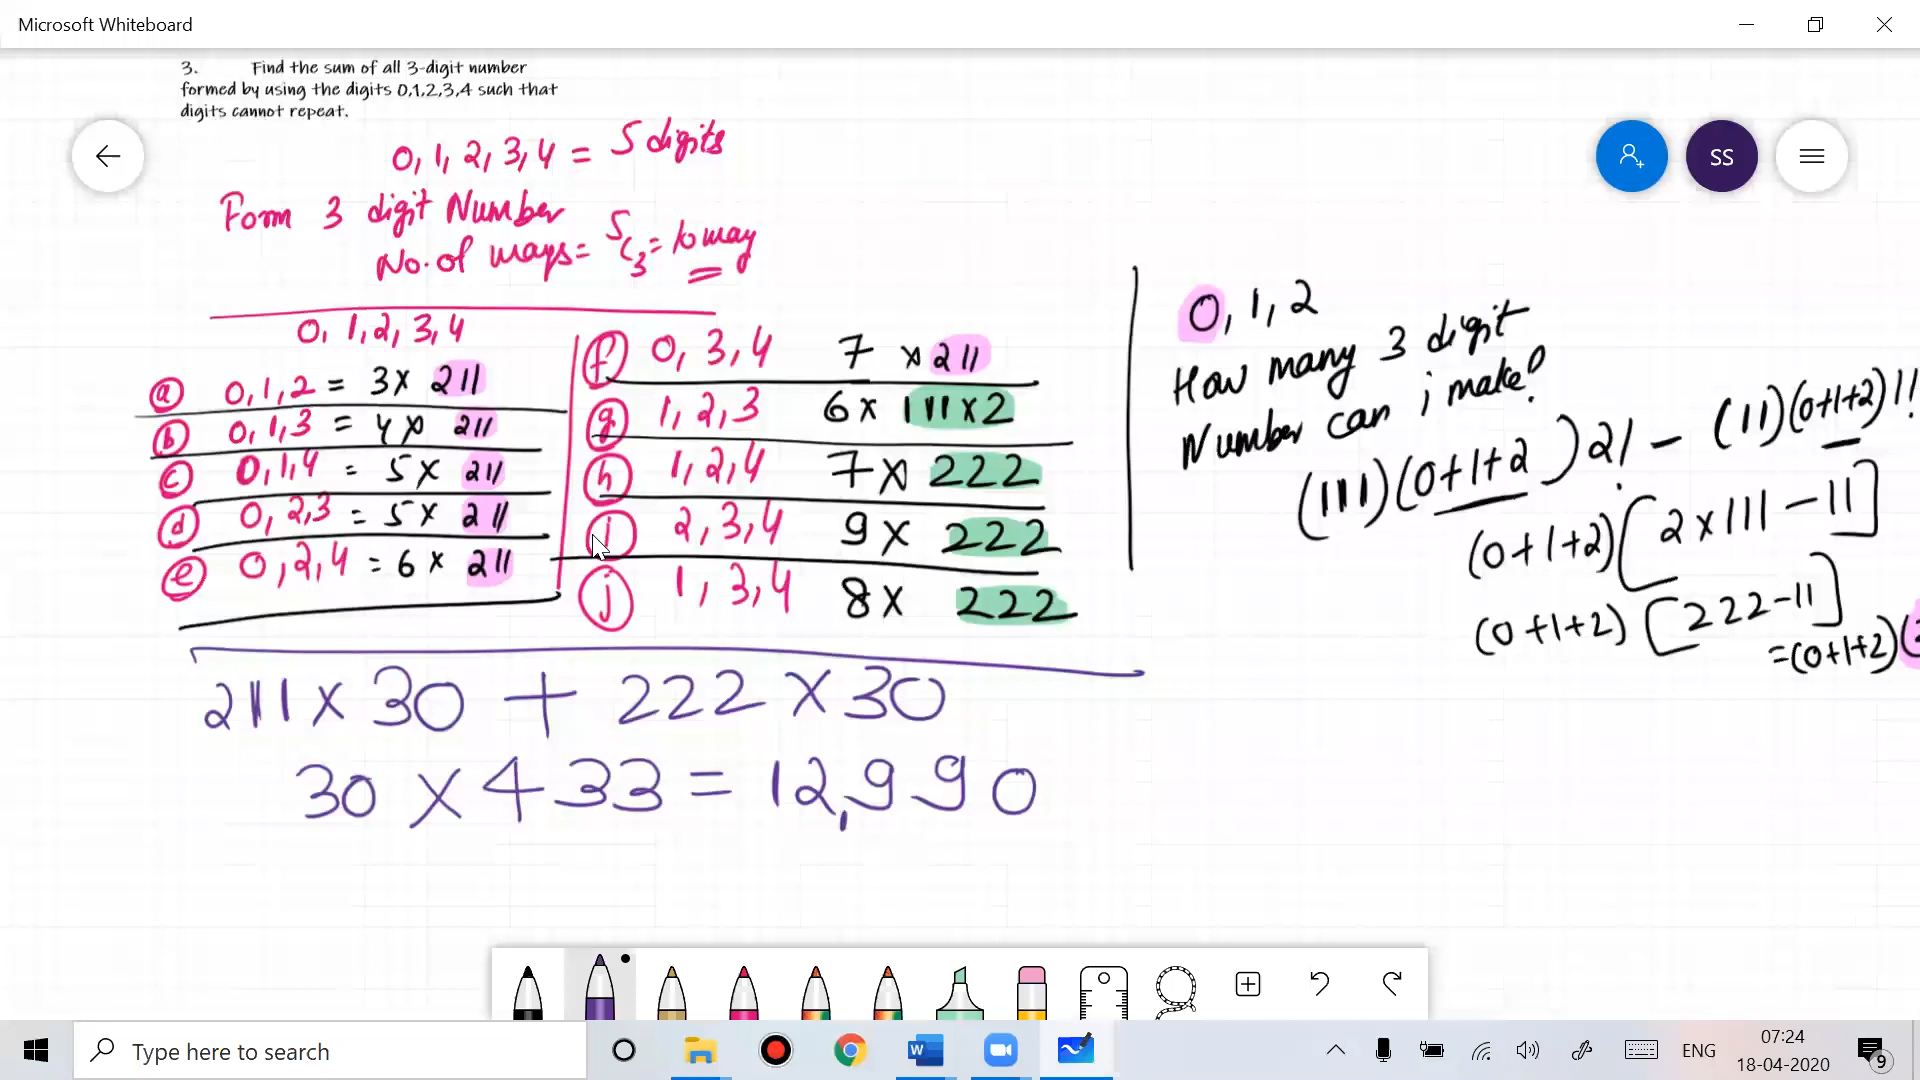 Microsoft Whiteboard
3. Find the sum of all 3-digit number
formed by using the digits 0,1,2,3,4 such that
digits cannot repeat.
0, 1, 2, 3, 4 = 5 digits
Form 3 digit Number
No. of ways = 5C3 = 10 way
0, 1, 2, 3, 4
a 0, 1, 2 = 3 × 211
b 0, 1, 3 = 4 × 211
c 0, 1, 4 = 5 × 211
d 0, 2, 3 = 5 × 211
e 0, 2, 4 = 6 × 211
f 0, 3, 4 7 × 211
g 1, 2, 3 6 × 111 × 2
h 1, 2, 4 7 × 222
i 2, 3, 4 9 × 222
j 1, 3, 4 8 × 222
211 × 30 + 222 × 30
30 × 433 = 12,990
0, 1, 2
How many 3 digit
Number can i make?
(111)(0+1+2)2! - (11)(0+1+2)1!
(0+1+2)[2×111-11]
(0+1+2)[222-11]
=(0+1+2)(
SS
Type here to search
ENG
07:24
18-04-2020
9